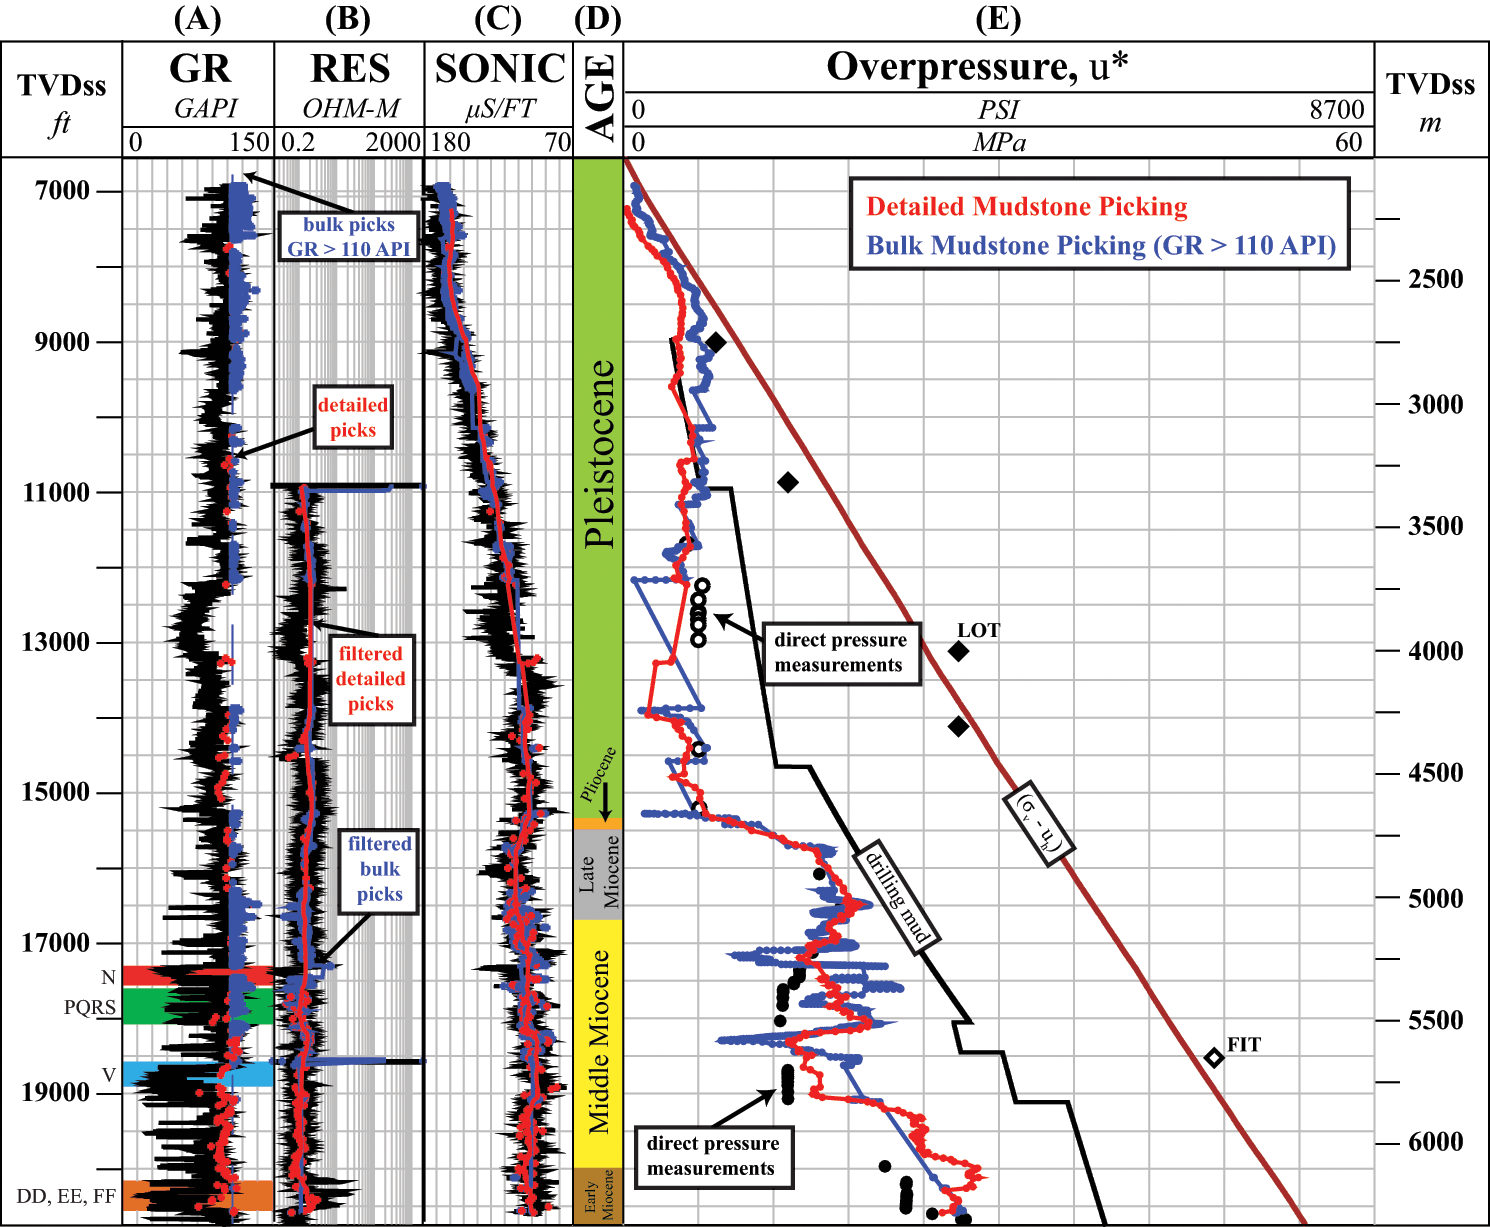 (A)
(B)
(C)
(D)
(E)
TVDss
ft
GR
GAPI
0 150
RES
OHM-M
0.2 2000
SONIC
μS/FT
180 70
AGE
Overpressure, u*
0 PSI 8700
0 MPa 60
TVDss
m
7000
9000
11000
13000
15000
17000
19000
N
PQRS
V
DD, EE, FF
bulk picks
GR > 110 API
detailed
picks
filtered
detailed
picks
filtered
bulk
picks
Pleistocene
Pliocene
Late
Miocene
Middle Miocene
Early
Miocene
Detailed Mudstone Picking
Bulk Mudstone Picking (GR > 110 API)
direct pressure
measurements
LOT
(σv - uh)
drilling mud
FIT
direct pressure
measurements
2500
3000
3500
4000
4500
5000
5500
6000